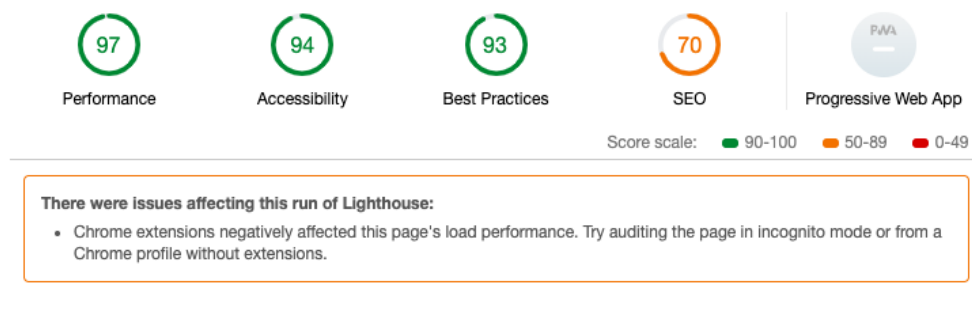 97
94
93
70
PWA
Performance
Accessibility
Best Practices
SEO
Progressive Web App
Score scale: 90-100 50-89 0-49
There were issues affecting this run of Lighthouse:
• Chrome extensions negatively affected this page's load performance. Try auditing the page in incognito mode or from a
Chrome profile without extensions.